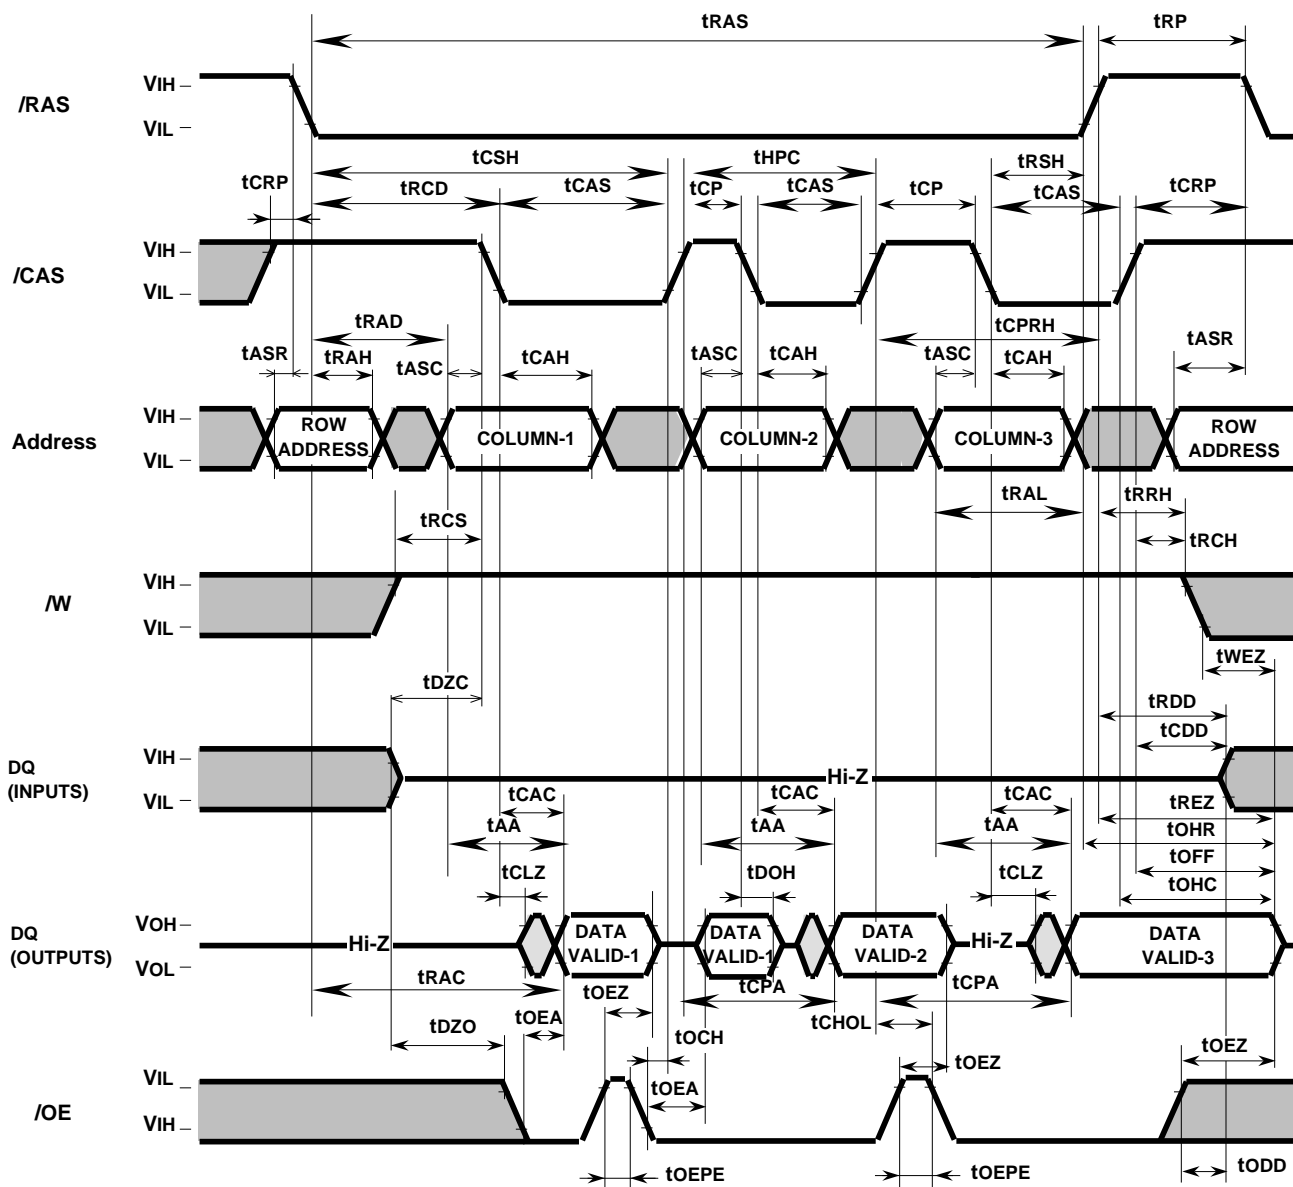 tRAS
tRP
VIH
/RAS
VIL
tCSH
tHPC
tRSH
tCRP
tRCD
tCAS
tCP
tCAS
tCP
tCAS
tCRP
VIH
/CAS
VIL
tRAD
tCPRH
tASR
tRAH
tASC
tCAH
tASC
tCAH
tASC
tCAH
tASR
VIH
Address
VIL
ROW
ADDRESS
COLUMN-1
COLUMN-2
COLUMN-3
ROW
ADDRESS
tRCS
tRAL
tRRH
tRCH
VIH
/W
VIL
tWEZ
tDZC
tRDD
tCDD
VIH
DQ
(INPUTS)
VIL
Hi-Z
tCAC
tCAC
tCAC
tREZ
tAA
tAA
tAA
tOHR
tCLZ
tDOH
tCLZ
tOFF
tOHC
VOH
DQ
(OUTPUTS)
VOL
Hi-Z
DATA
VALID-1
DATA
VALID-1
DATA
VALID-2
Hi-Z
DATA
VALID-3
tRAC
tOEZ
tCPA
tCPA
tDZO
tOEA
tOCH
tCHOL
tOEZ
tOEZ
tOEA
VIL
/OE
VIH
tOEPE
tOEPE
tODD